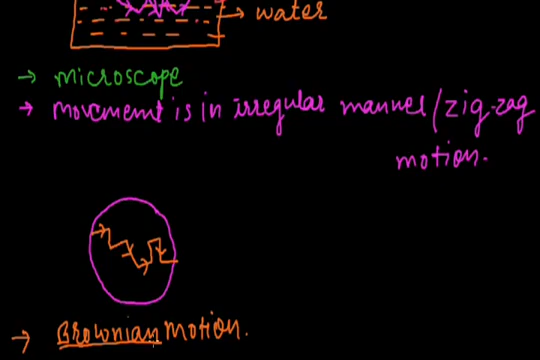 → water
→ microscope
→ movement is in irregular manner/zig-zag
motion.
→ Brownian motion.